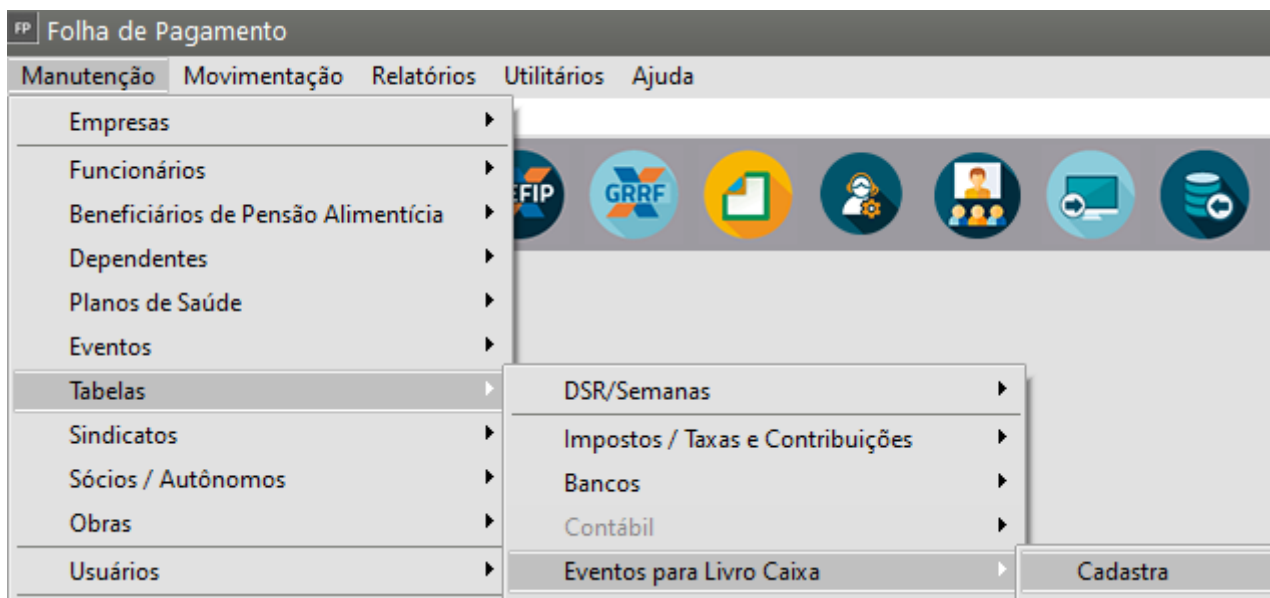 FP Folha de Pagamento
Manutenção Movimentação Relatórios Utilitários Ajuda
Empresas
Funcionários
Beneficiários de Pensão Alimentícia
Dependentes
Planos de Saúde
Eventos
Tabelas
Sindicatos
Sócios / Autônomos
Obras
Usuários
EFIP
GRRF
DSR/Semanas
Impostos / Taxas e Contribuições
Bancos
Contábil
Eventos para Livro Caixa
Cadastra